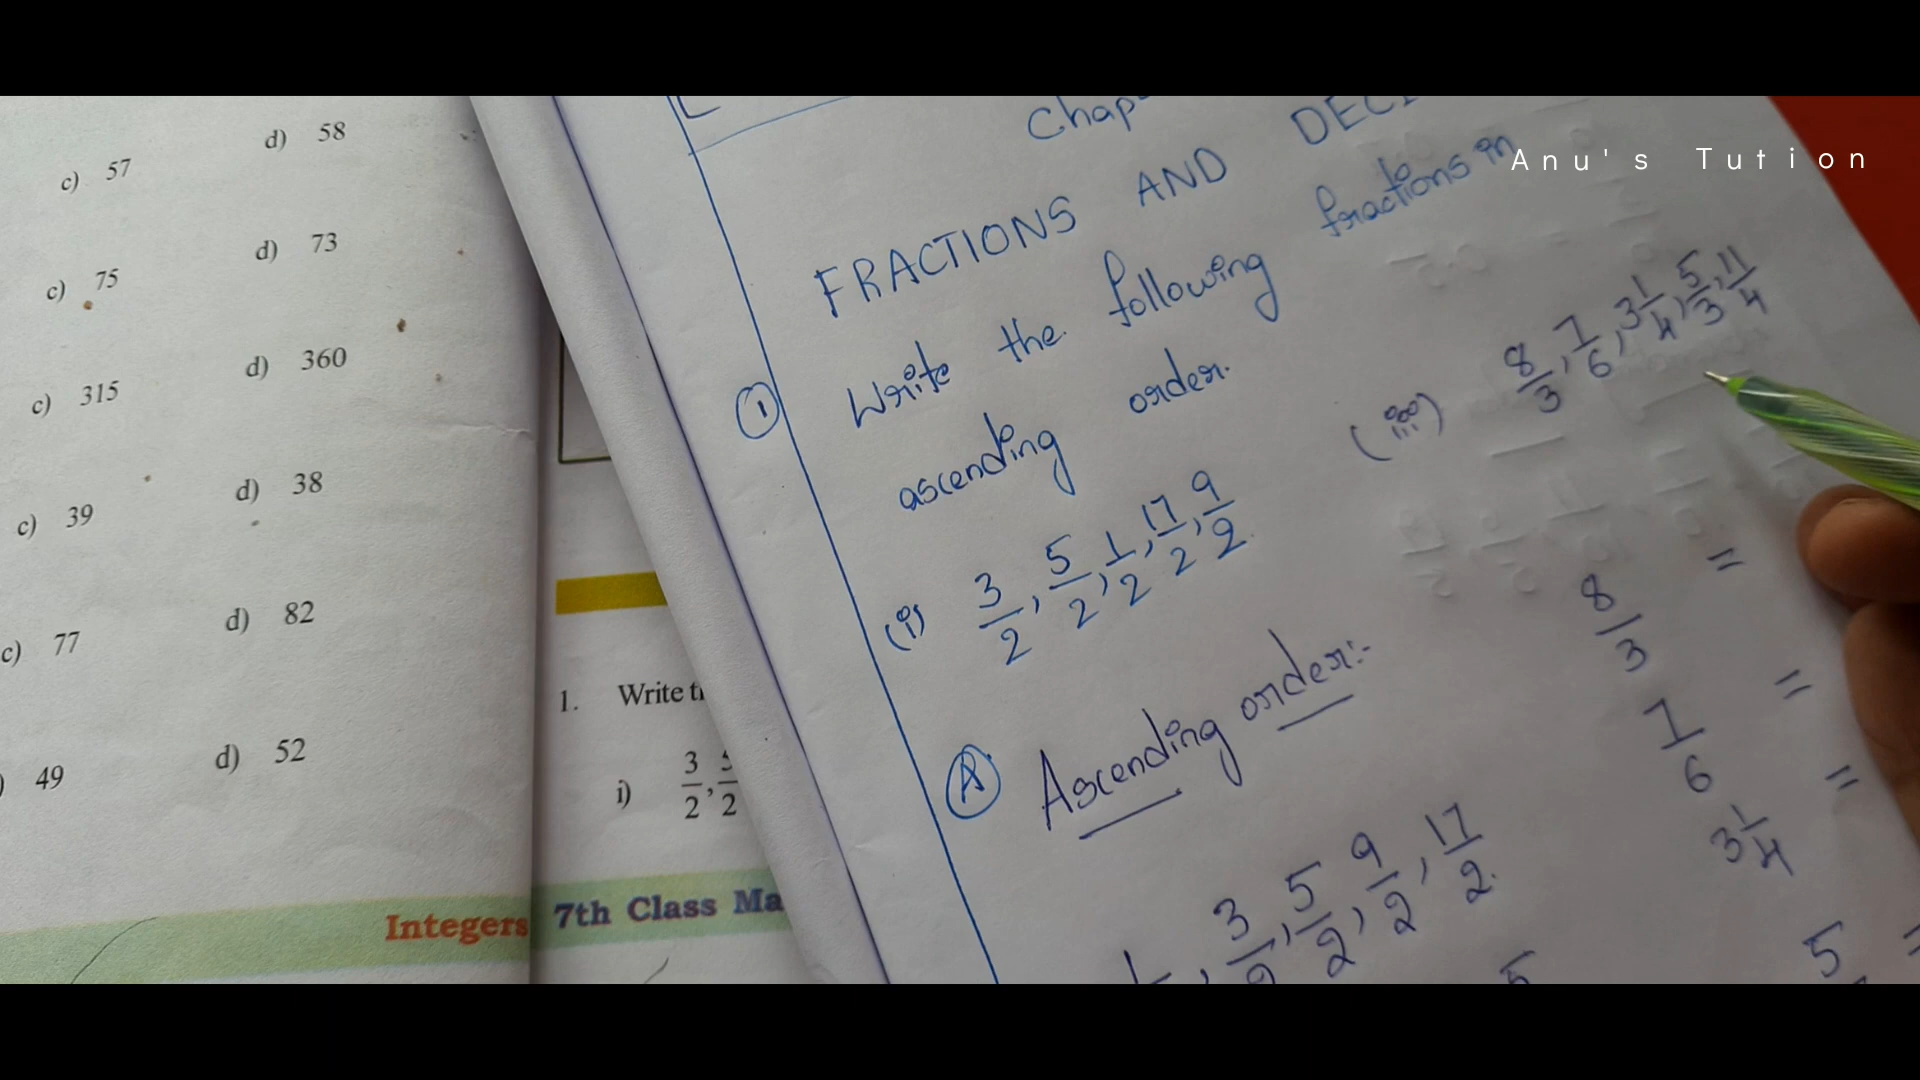 c) 57 d) 58
c) 75 d) 73
c) 315 d) 360
c) 39 d) 38
c) 77 d) 82
) 49 d) 52
Integers
1. Write
i) 3/2, 5/2
7th Class Ma
Anu's Tution
Chap
FRACTIONS AND DECI
① Write the following fractions in
ascending order.
(i) 3/2, 5/2, 1/2, 17/2, 9/2.
Ⓐ Ascending order:-
3/2, 5/2, 9/2, 17/2.
(iii) 8/3, 7/6, 3 1/4, 5/3, 11/4
8/3 =
7/6 =
3 1/4 =
5 =